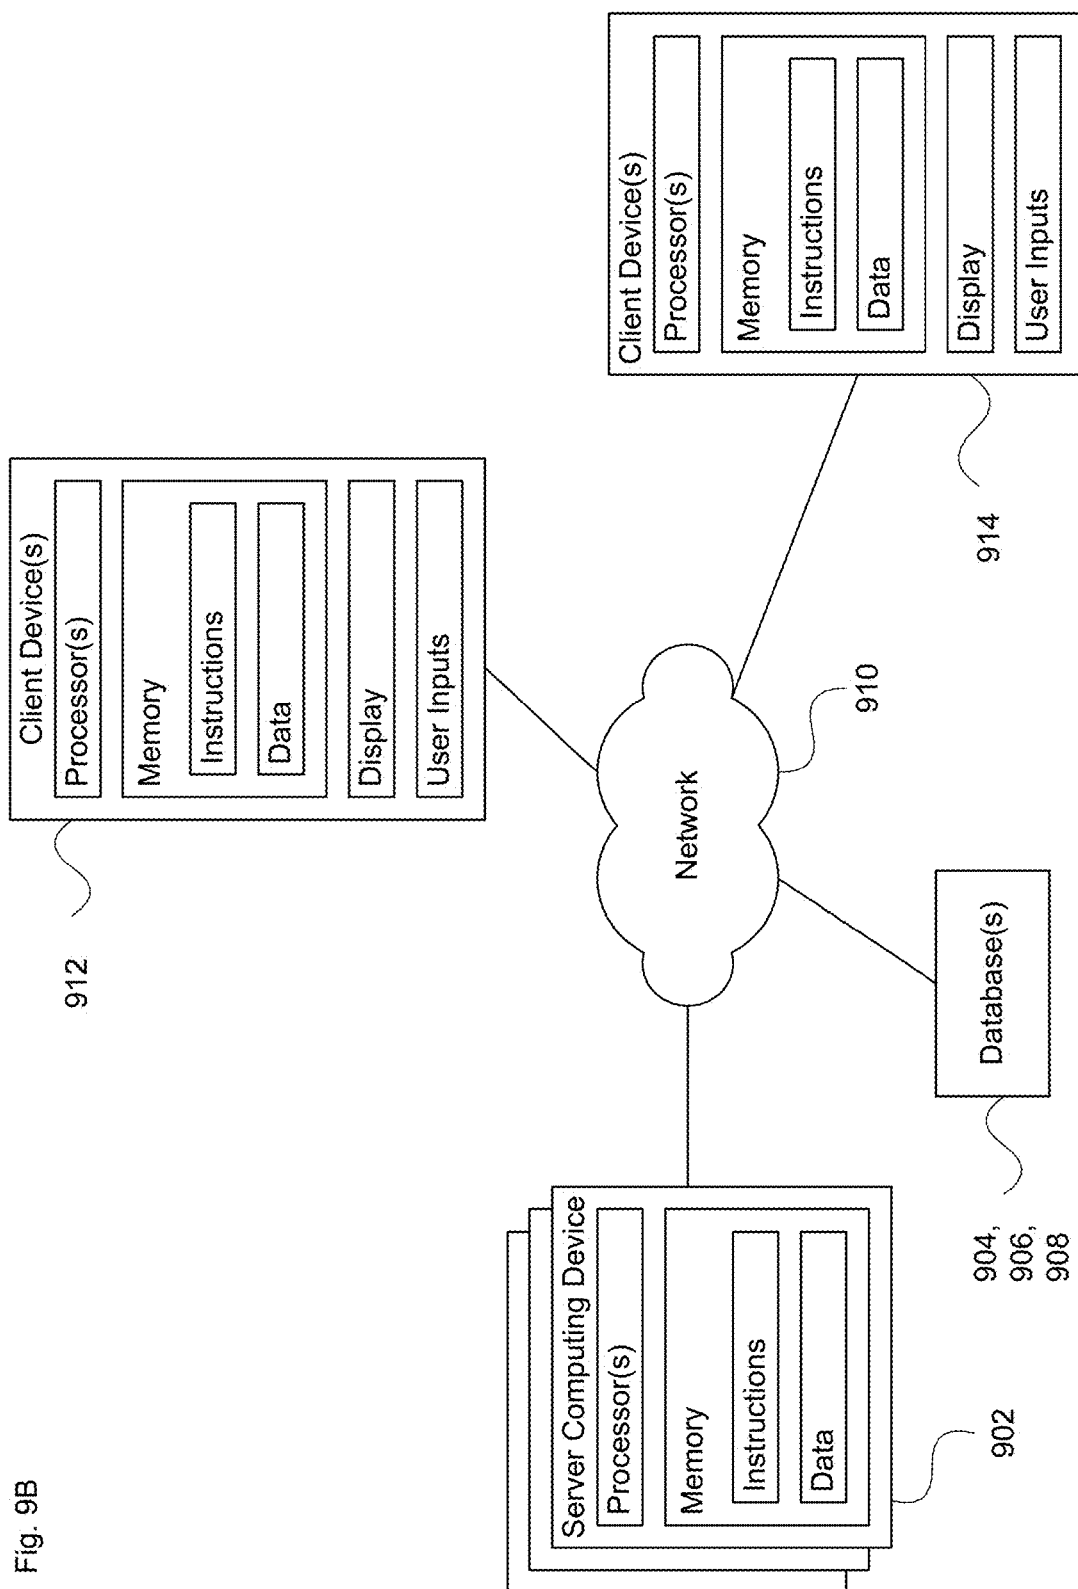 Fig. 9B
Server Computing Device
Processor(s)
Memory
Instructions
Data
902
Database(s)
904,
906,
908
Network
910
Client Device(s)
Processor(s)
Memory
Instructions
Data
Display
User Inputs
912
Client Device(s)
Processor(s)
Memory
Instructions
Data
Display
User Inputs
914